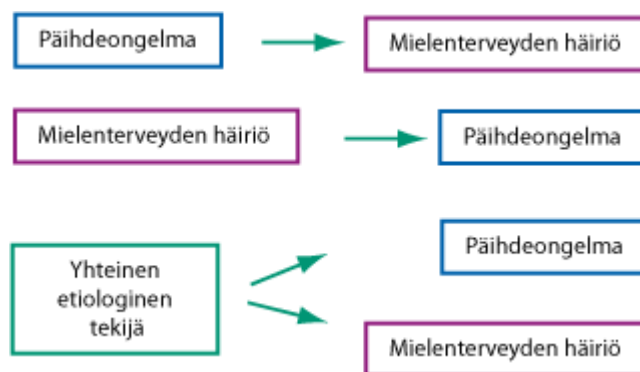 Päihdeongelma
Mielenterveyden häiriö
Mielenterveyden häiriö
Päihdeongelma
Yhteinen
etiologinen
tekijä
Päihdeongelma
Mielenterveyden häiriö